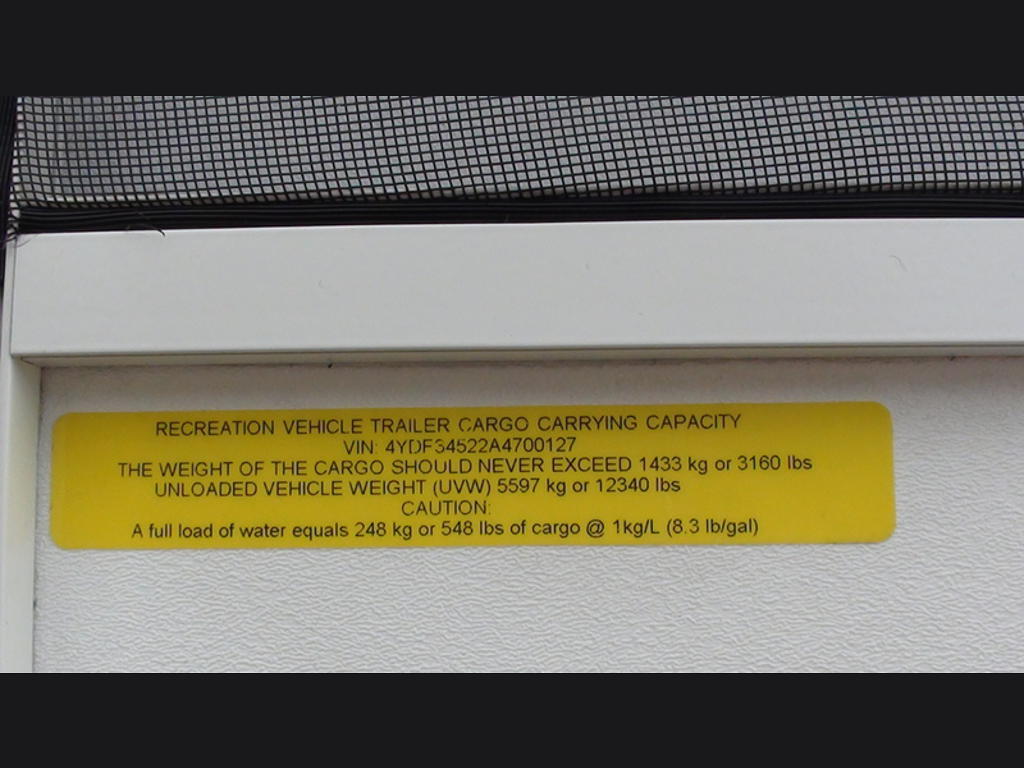 RECREATION VEHICLE TRAILER CARGO CARRYING CAPACITY
VIN: 4YDF34522A4700127
THE WEIGHT OF THE CARGO SHOULD NEVER EXCEED 1433 kg or 3160 lbs
UNLOADED VEHICLE WEIGHT (UVW) 5597 kg or 12340 lbs
CAUTION:
A full load of water equals 248 kg or 548 lbs of cargo @ 1kg/L (8.3 lb/gal)